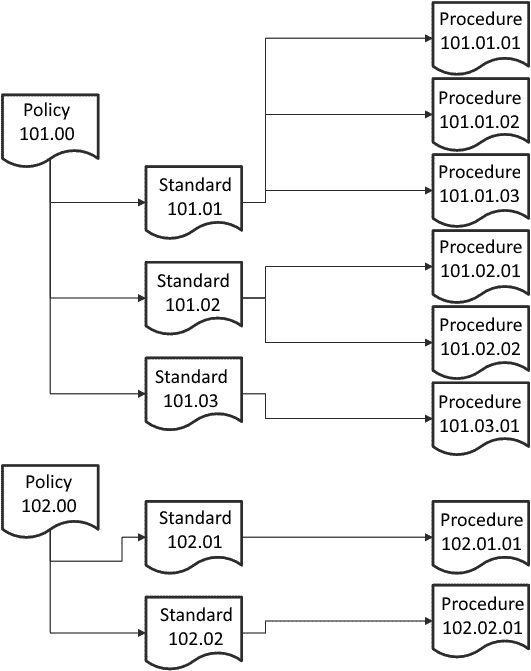 Policy
101.00
Standard
101.01
Procedure
101.01.01
Procedure
101.01.02
Procedure
101.01.03
Standard
101.02
Procedure
101.02.01
Procedure
101.02.02
Standard
101.03
Procedure
101.03.01
Policy
102.00
Standard
102.01
Procedure
102.01.01
Standard
102.02
Procedure
102.02.01